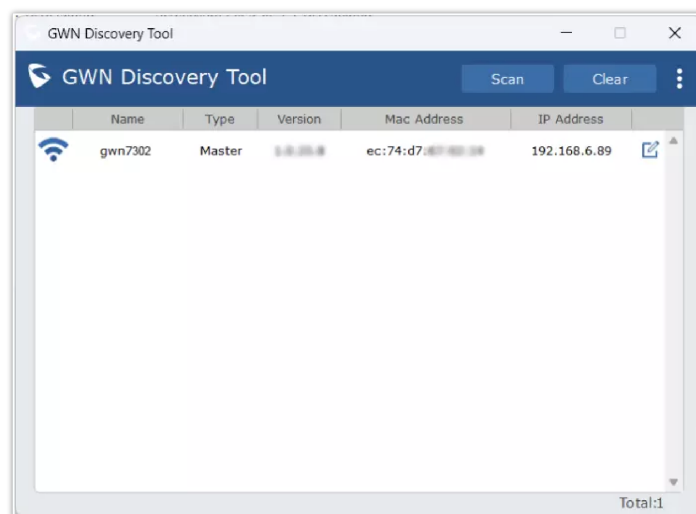 GWN Discovery Tool
GWN Discovery Tool Scan Clear
Name Type Version Mac Address IP Address
gwn7302 Master ec:74:d7: 192.168.6.89
Total:1